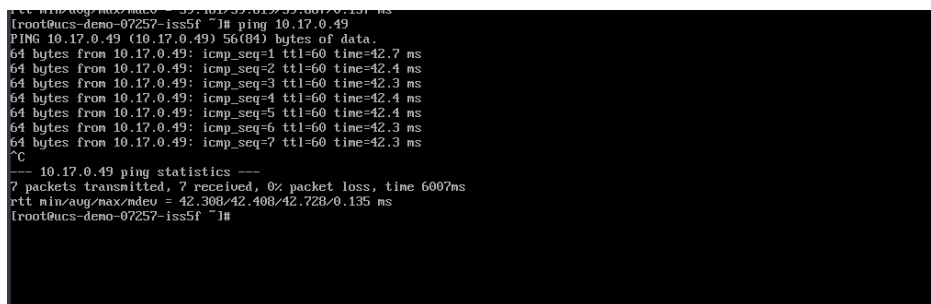 [root@ucs-demo-07257-iss5f ~]# ping 10.17.0.49
PING 10.17.0.49 (10.17.0.49) 56(84) bytes of data.
64 bytes from 10.17.0.49: icmp_seq=1 ttl=60 time=42.7 ms
64 bytes from 10.17.0.49: icmp_seq=2 ttl=60 time=42.4 ms
64 bytes from 10.17.0.49: icmp_seq=3 ttl=60 time=42.3 ms
64 bytes from 10.17.0.49: icmp_seq=4 ttl=60 time=42.4 ms
64 bytes from 10.17.0.49: icmp_seq=5 ttl=60 time=42.4 ms
64 bytes from 10.17.0.49: icmp_seq=6 ttl=60 time=42.3 ms
64 bytes from 10.17.0.49: icmp_seq=7 ttl=60 time=42.3 ms
^C
--- 10.17.0.49 ping statistics ---
7 packets transmitted, 7 received, 0% packet loss, time 6007ms
rtt min/avg/max/mdev = 42.308/42.408/42.728/0.135 ms
[root@ucs-demo-07257-iss5f ~]#